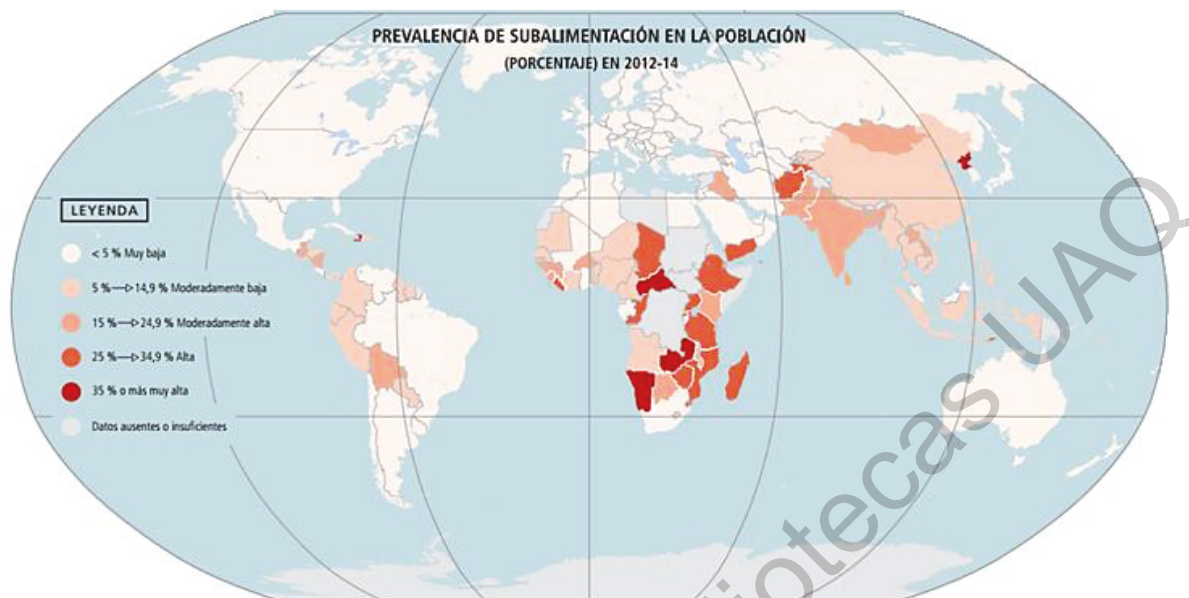 PREVALENCIA DE SUBALIMENTACIÓN EN LA POBLACIÓN
(PORCENTAJE) EN 2012-14
LEYENDA
< 5 % Muy baja
5 %—▷14,9 % Moderadamente baja
15 %—▷24,9 % Moderadamente alta
25 %—▷34,9 % Alta
35 % o más muy alta
Datos ausentes o insuficientes
iotecas UAQ